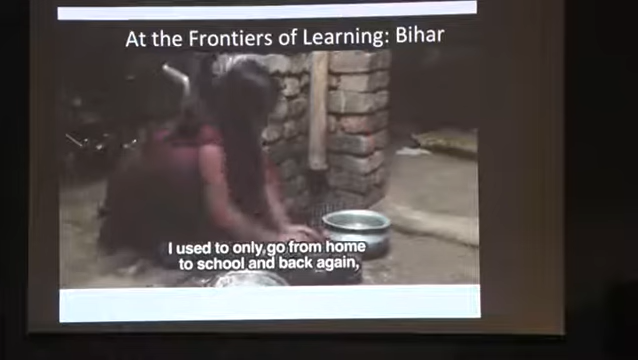 At the Frontiers of Learning: Bihar
I used to only go from home
to school and back again,